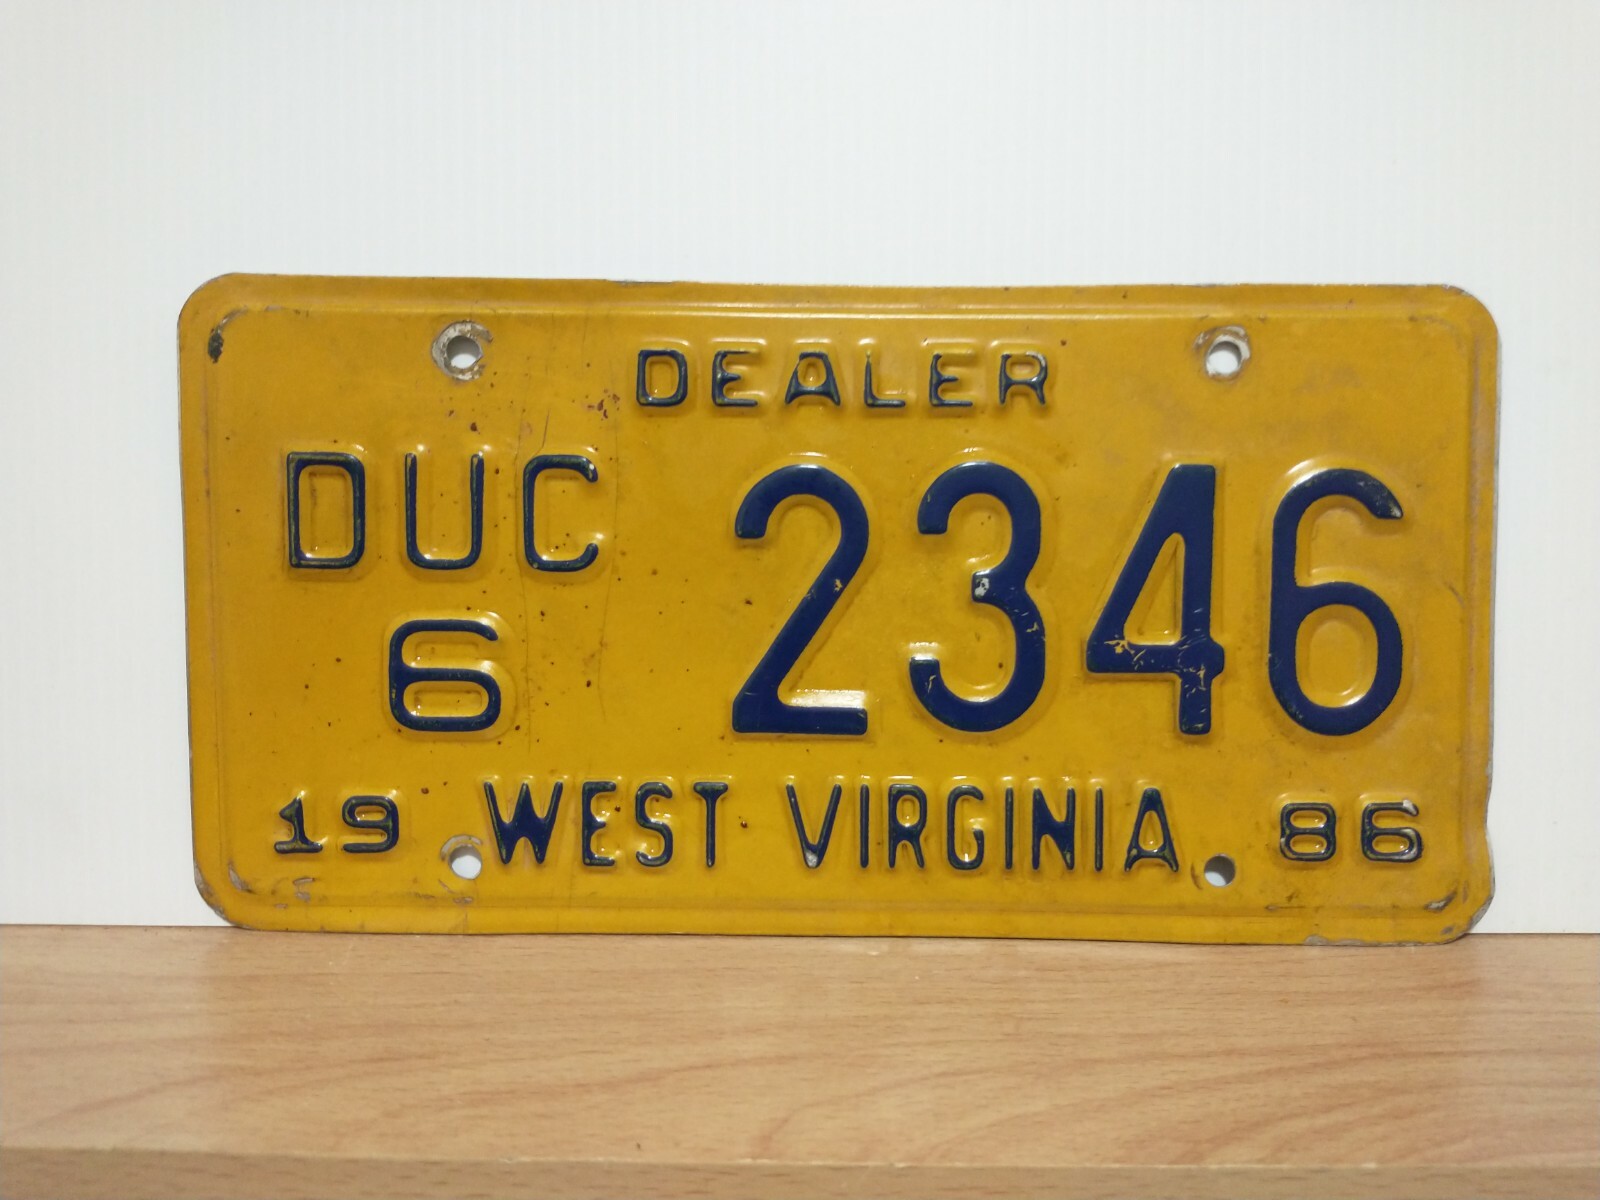 DEALER
DUC 2346
6
19 WEST VIRGINIA 86